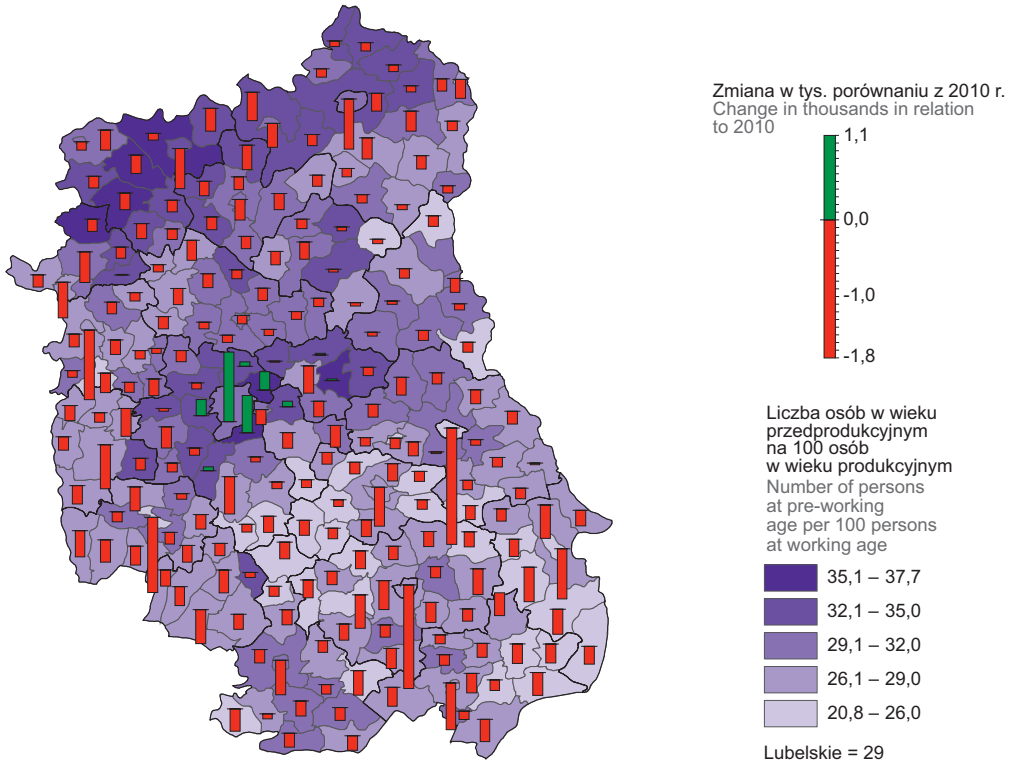 Zmiana w tys. porównaniu z 2010 r.
Change in thousands in relation
to 2010
1,1
0,0
-1,0
-1,8
Liczba osób w wieku
przedprodukcyjnym
na 100 osób
w wieku produkcyjnym
Number of persons
at pre-working
age per 100 persons
at working age
35,1 – 37,7
32,1 – 35,0
29,1 – 32,0
26,1 – 29,0
20,8 – 26,0
Lubelskie = 29